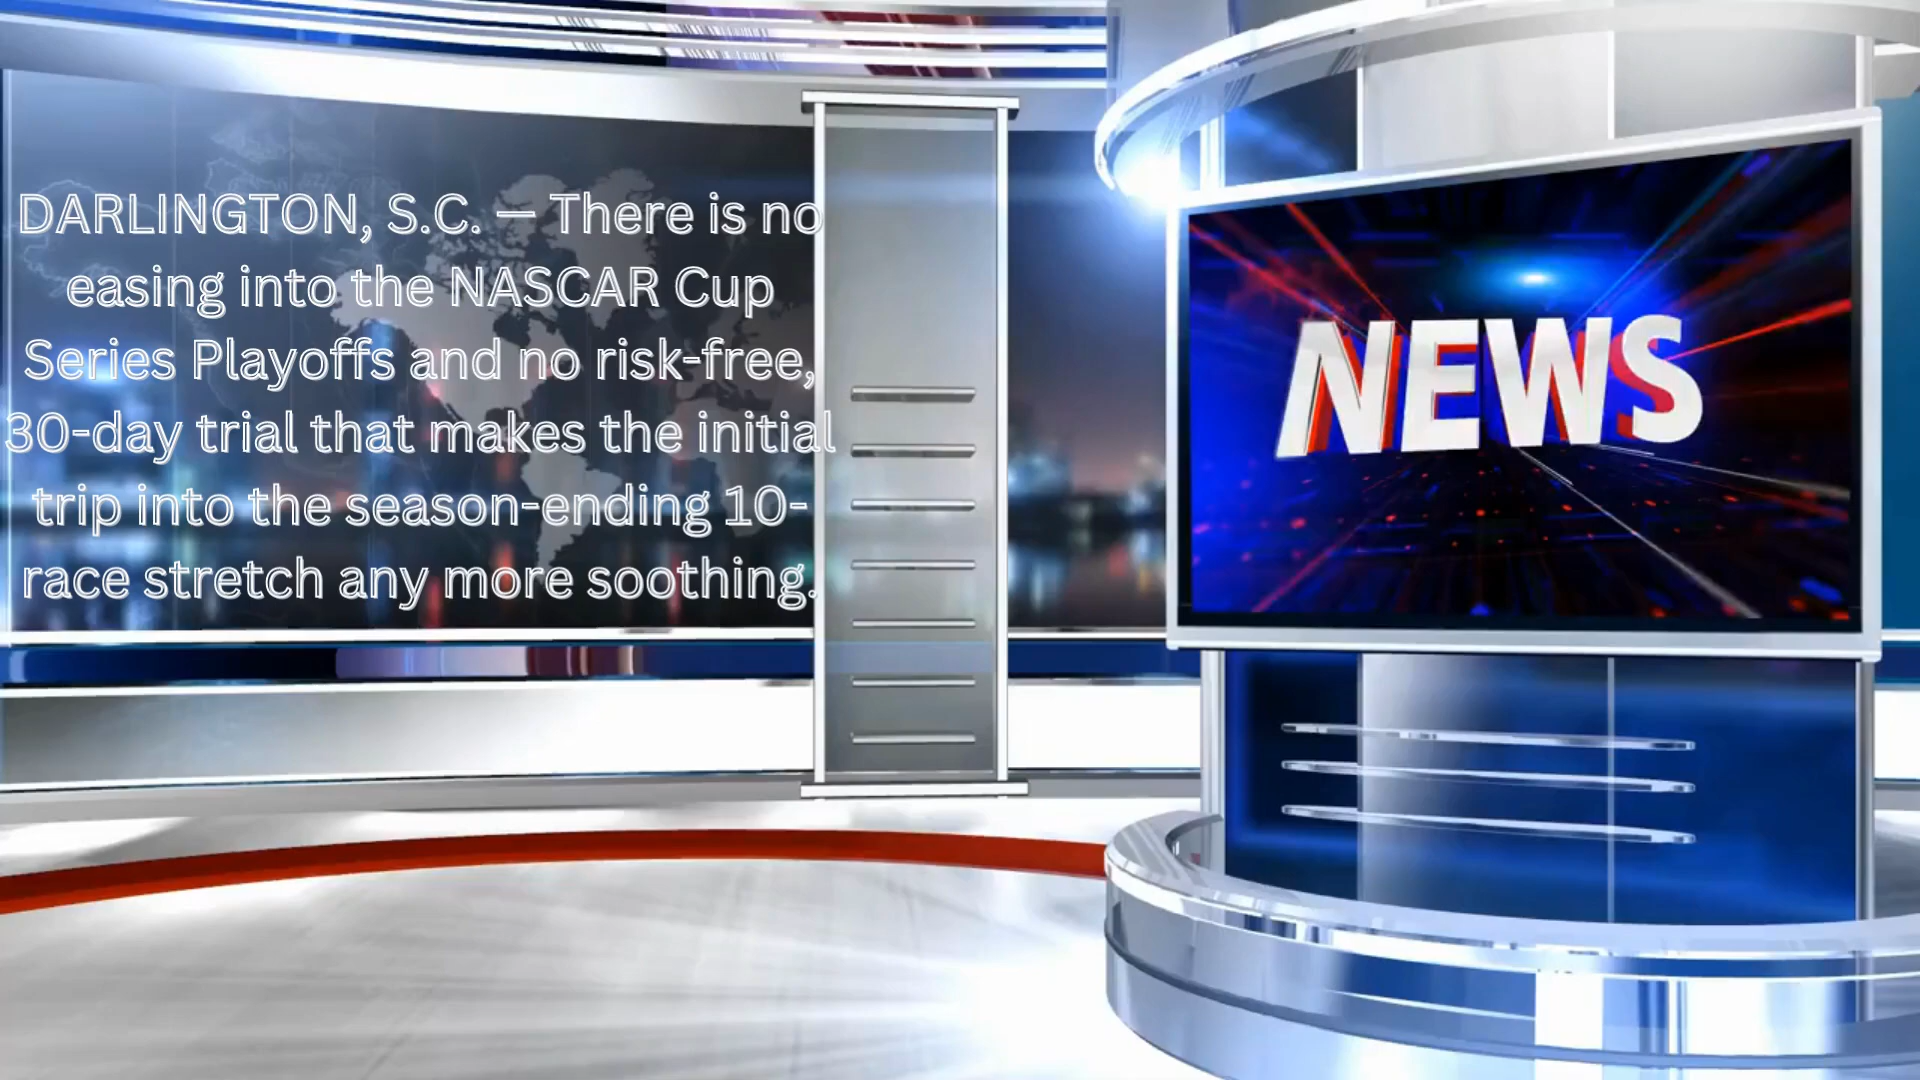 DARLINGTON, S.C. — There is no
easing into the NASCAR Cup
Series Playoffs and no risk-free,
30-day trial that makes the initial
trip into the season-ending 10-
race stretch any more soothing.
NEWS